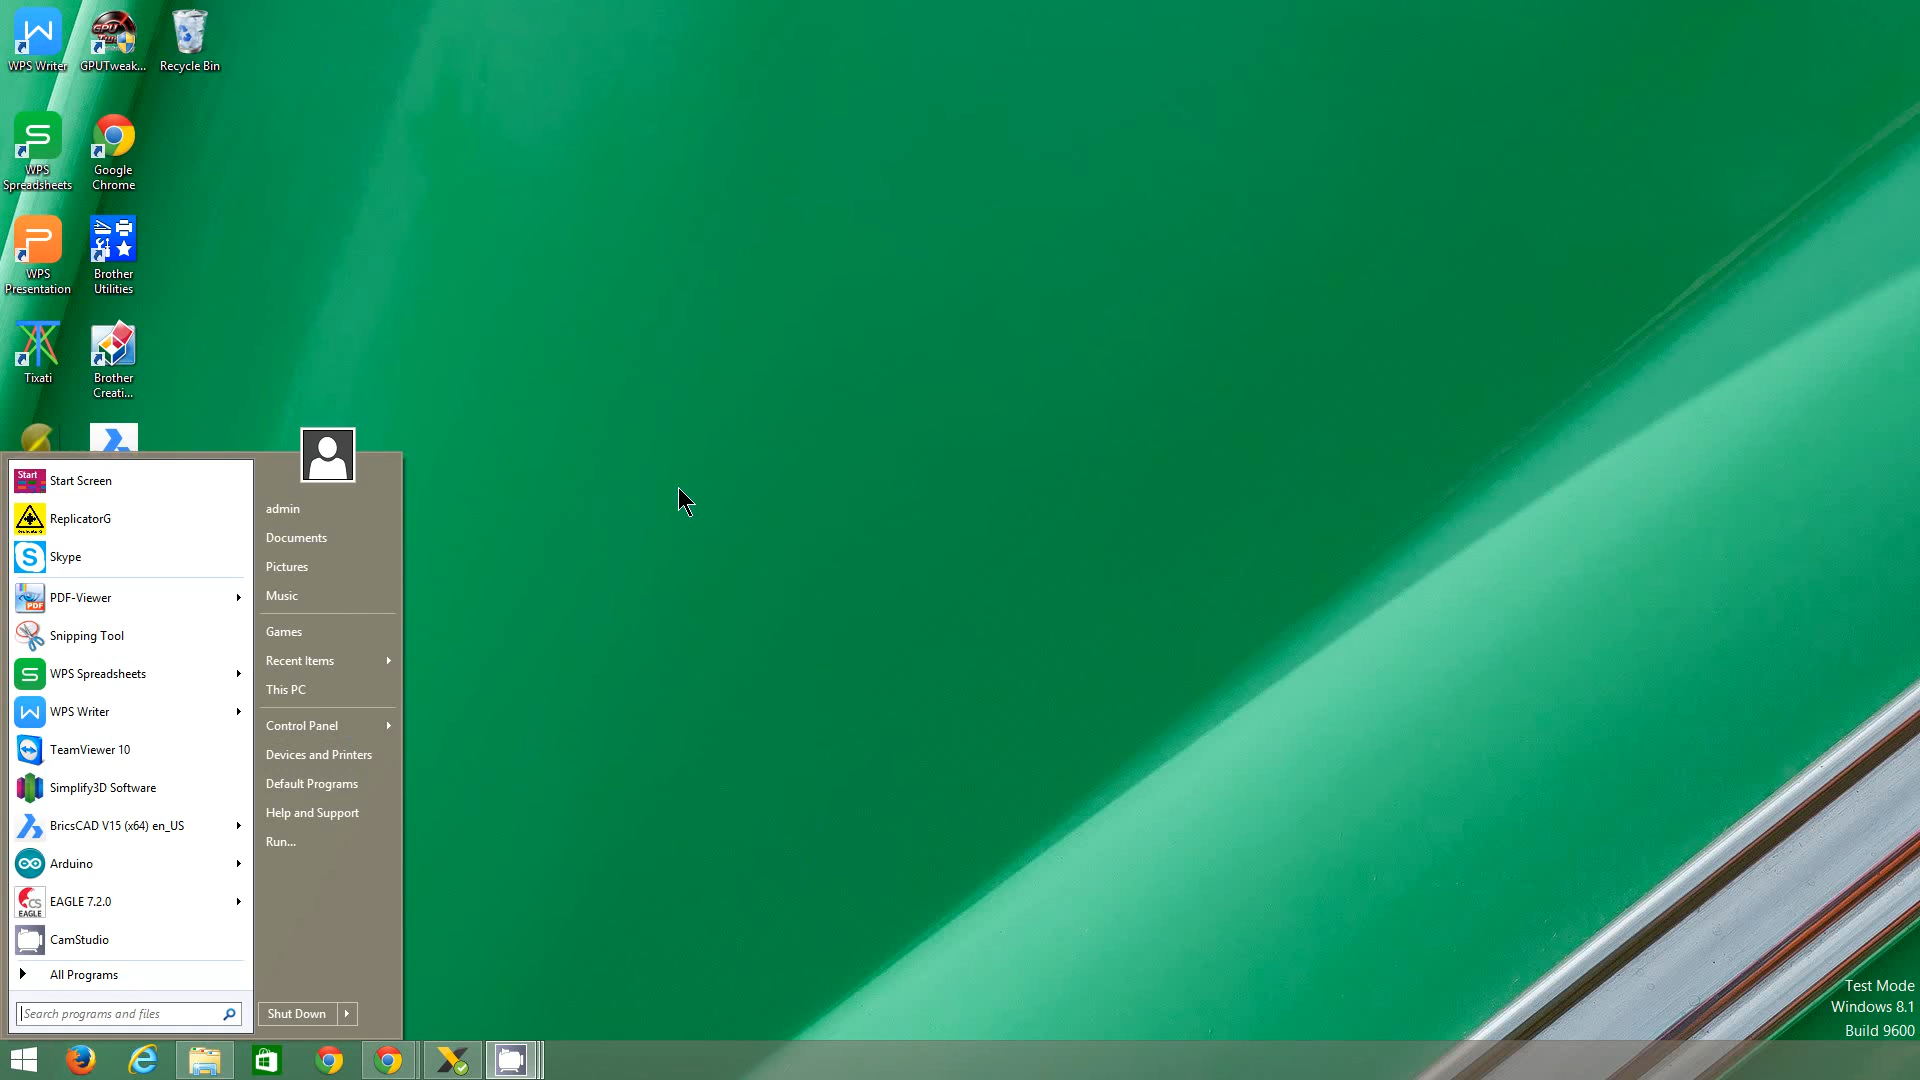 WPS Writer
GPUTweak...
Recycle Bin
WPS
Spreadsheets
Google
Chrome
WPS
Presentation
Brother
Utilities
Tixati
Brother
Creati...
Start Screen
ReplicatorG
Skype
PDF-Viewer
Snipping Tool
WPS Spreadsheets
WPS Writer
TeamViewer 10
Simplify3D Software
BricsCAD V15 (x64) en_US
Arduino
EAGLE 7.2.0
CamStudio
All Programs
Search programs and files
admin
Documents
Pictures
Music
Games
Recent Items
This PC
Control Panel
Devices and Printers
Default Programs
Help and Support
Run...
Shut Down
Test Mode
Windows 8.1
Build 9600